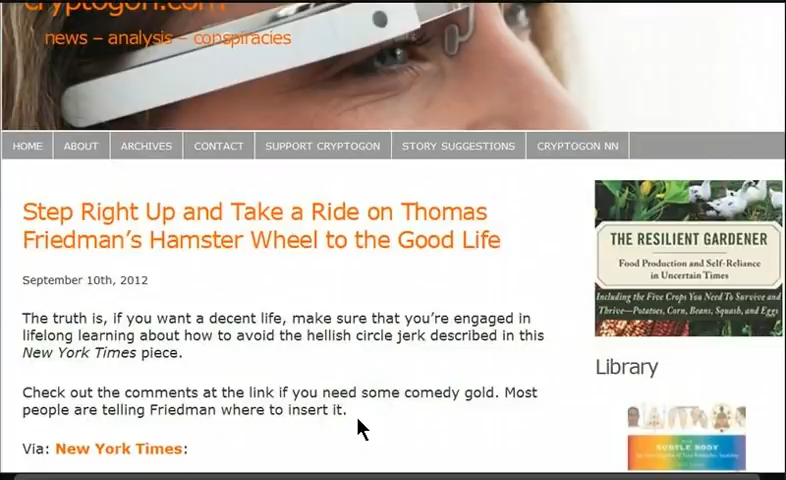 cryptogon.com
news – analysis – conspiracies
HOME
ABOUT
ARCHIVES
CONTACT
SUPPORT CRYPTOGON
STORY SUGGESTIONS
CRYPTOGON NN
Step Right Up and Take a Ride on Thomas
Friedman’s Hamster Wheel to the Good Life
September 10th, 2012
The truth is, if you want a decent life, make sure that you’re engaged in
lifelong learning about how to avoid the hellish circle jerk described in this
New York Times piece.
Check out the comments at the link if you need some comedy gold. Most
people are telling Friedman where to insert it.
Via: New York Times:
THE RESILIENT GARDENER
Food Production and Self-Reliance
in Uncertain Times
Including the Five Crops You Need To Survive and
Thrive—Potatoes, Corn, Beans, Squash, and Eggs
Library
SUBTLE BODY